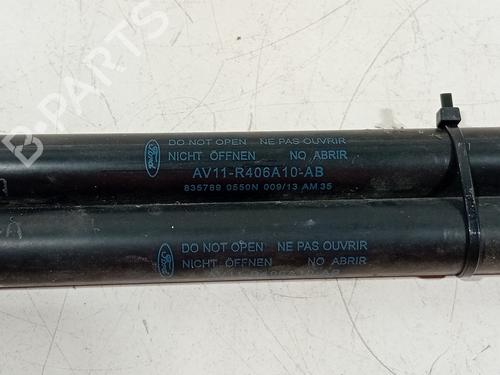 B-PARTS
Ford
DO NOT OPEN NE PAS OUVRIR
NICHT ÖFFNEN NO ABRIR
AV11-R406A10-AB
835789 0550N 009/13 AM 35
Ford
DO NOT OPEN NE PAS OUVRIR
NICHT ÖFFNEN NO ABRIR